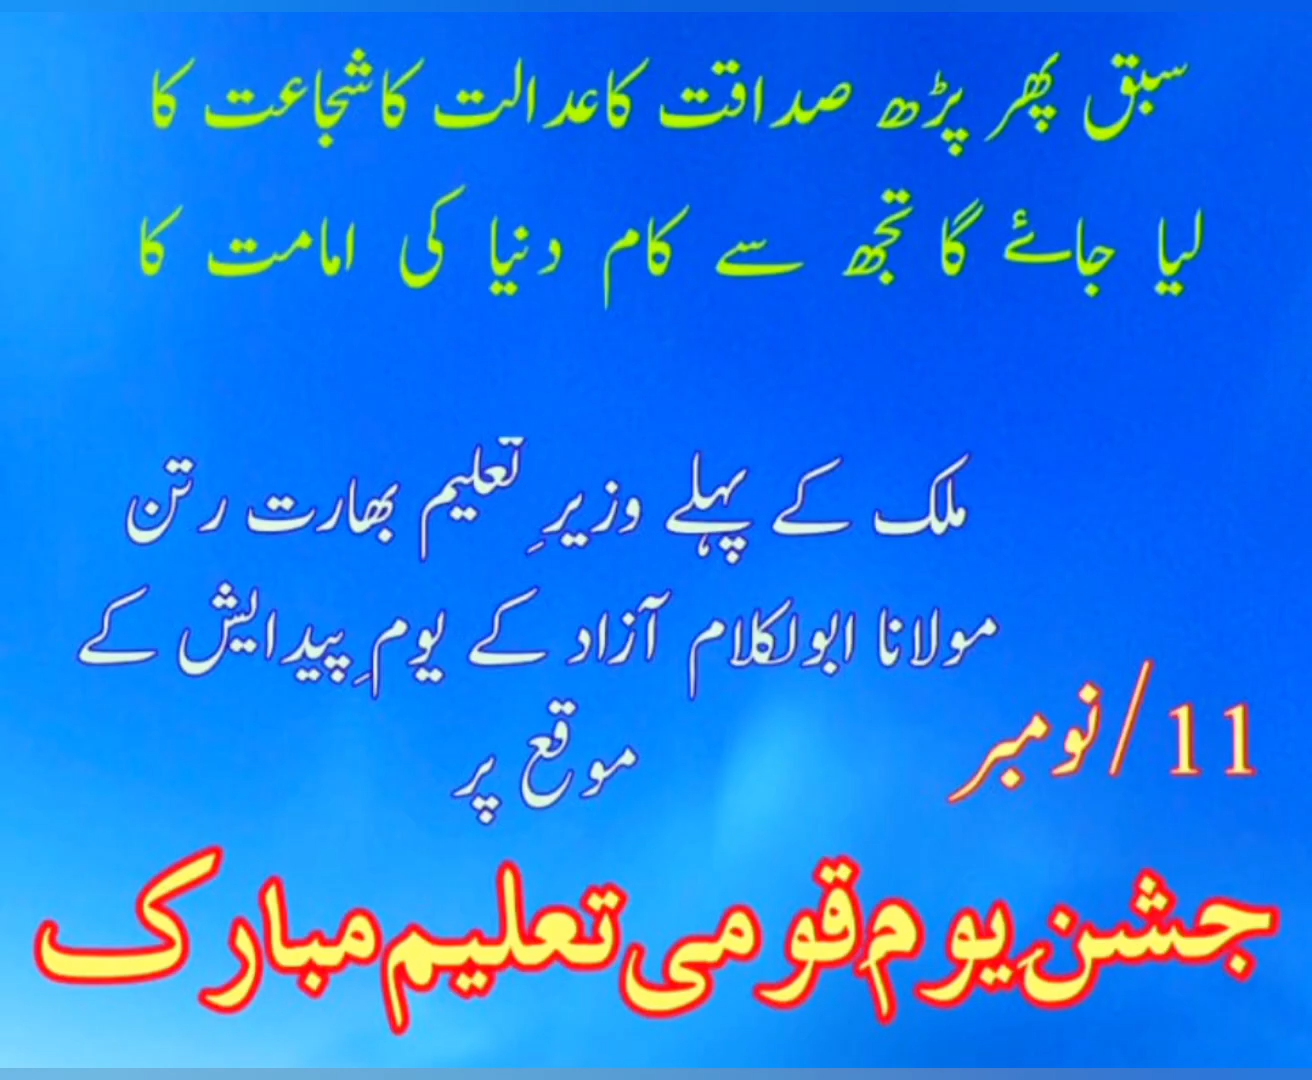 سبق پھر پڑھ صداقت کا عدالت کا شجاعت کا
لیا جائے گا تجھ سے کام دنیا کی امامت کا
ملک کے پہلے وزیرِ تعلیم بھارت رتن
مولانا ابولکلام آزاد کے یومِ پیدایش کے
11/نومبر
موقع پر
جشنِ یومِ قومی تعلیم مبارک